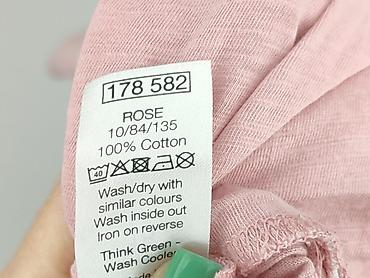 178 582
ROSE
10/84/135
100% Cotton
40
Wash/dry with
similar colours
Wash inside out
Iron on reverse
Think Green -
Wash Cooler